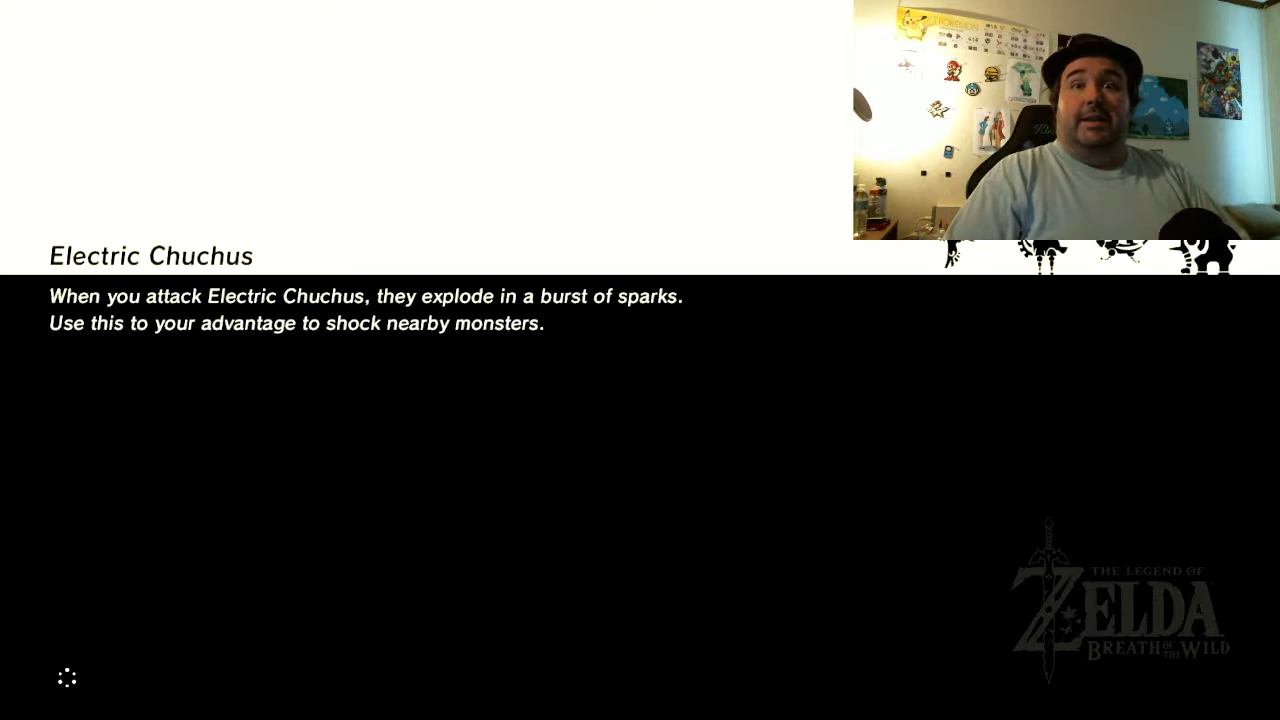 Electric Chuchus
When you attack Electric Chuchus, they explode in a burst of sparks.
Use this to your advantage to shock nearby monsters.
THE LEGEND OF
ZELDA
BREATH OF THE WILD